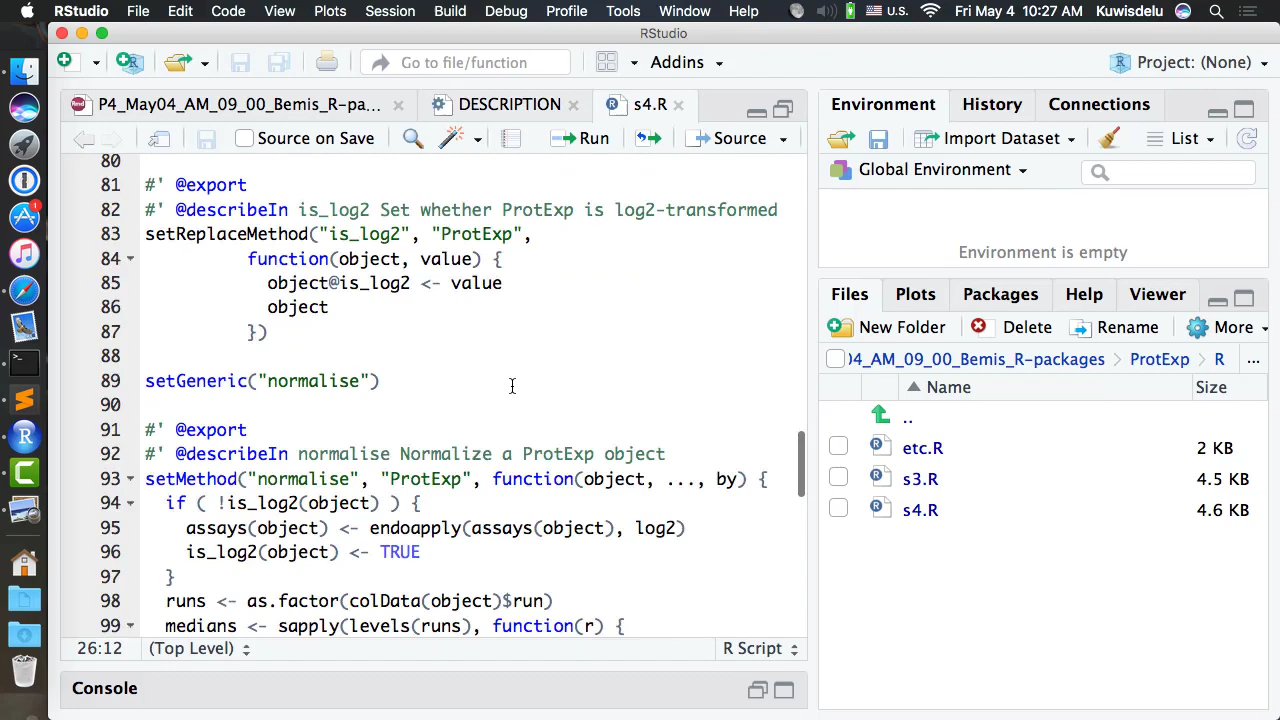 RStudio File Edit Code View Plots Session Build Debug Profile Tools Window Help U.S. Fri May 4 10:27 AM Kuwisdelu
RStudio
Go to file/function Addins Project: (None)
P4_May04_AM_09_00_Bemis_R-pa... DESCRIPTION s4.R
Source on Save Run Source
80
81 #' @export
82 #' @describeIn is_log2 Set whether ProtExp is log2-transformed
83 setReplaceMethod("is_log2", "ProtExp",
84 function(object, value) {
85 object@is_log2 <- value
86 object
87 })
88
89 setGeneric("normalise")
90
91 #' @export
92 #' @describeIn normalise Normalize a ProtExp object
93 setMethod("normalise", "ProtExp", function(object, ..., by) {
94 if ( !is_log2(object) ) {
95 assays(object) <- endoapply(assays(object), log2)
96 is_log2(object) <- TRUE
97 }
98 runs <- as.factor(colData(object)$run)
99 medians <- sapply(levels(runs), function(r) {
26:12 (Top Level) R Script
Console
Environment History Connections
Import Dataset List
Global Environment
Environment is empty
Files Plots Packages Help Viewer
New Folder Delete Rename More
04_AM_09_00_Bemis_R-packages ProtExp R ...
Name Size
..
etc.R 2 KB
s3.R 4.5 KB
s4.R 4.6 KB